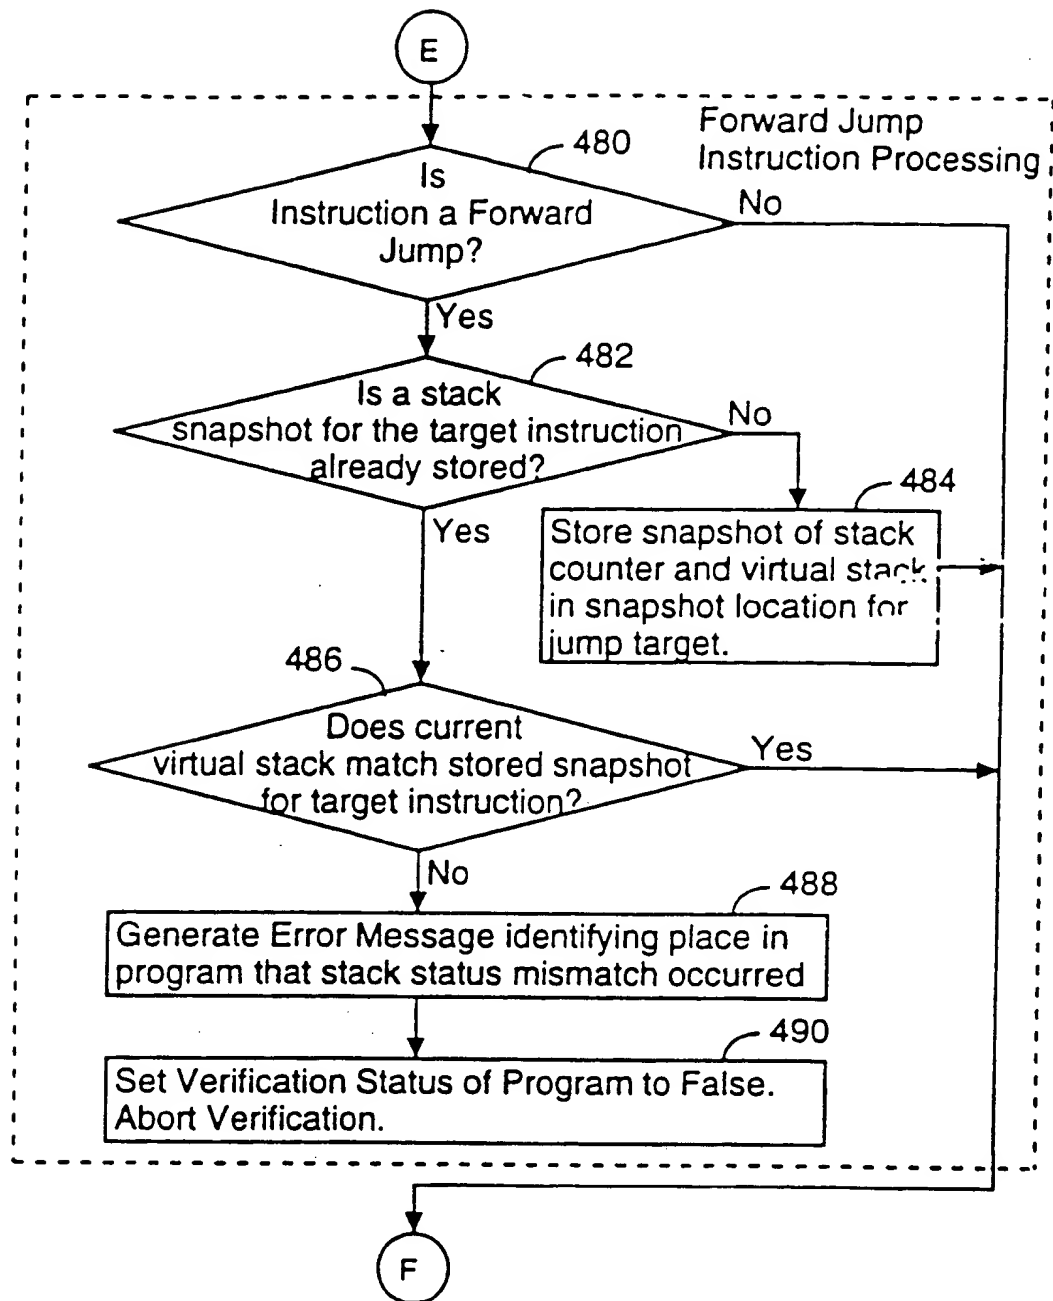 E
Forward Jump
Instruction Processing
480
Is
Instruction a Forward
Jump?
No
Yes
482
Is a stack
snapshot for the target instruction
already stored?
No
Yes
484
Store snapshot of stack
counter and virtual stack
in snapshot location for
jump target.
486
Does current
virtual stack match stored snapshot
for target instruction?
Yes
No
488
Generate Error Message identifying place in
program that stack status mismatch occurred
490
Set Verification Status of Program to False.
Abort Verification.
F